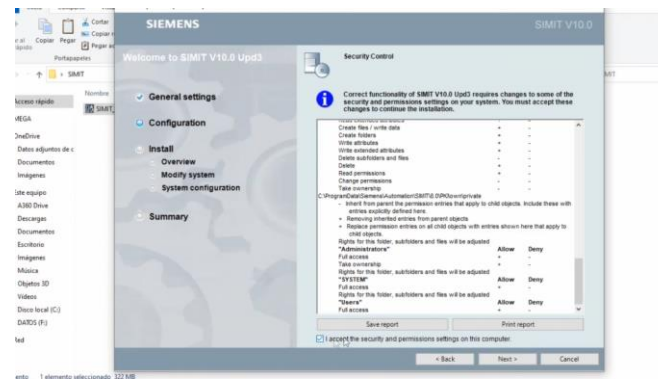 Cortar
Copiar
Pegar
Copiar r
Pegar ac
Portapapeles
SIMIT
Nombre
SIMIT_
Acceso rápido
MEGA
OneDrive
Datos adjuntos de c
Documentos
Imágenes
Este equipo
A360 Drive
Descargas
Documentos
Escritorio
Imágenes
Música
Objetos 3D
Vídeos
Disco local (C:)
DATOS (F:)
Red
1 elemento seleccionado 122 MB
SIEMENS
SIMIT V10.0
Welcome to SIMIT V10.0 Upd3
General settings
Configuration
Install
Overview
Modify system
System configuration
Summary
Security Control
Correct functionality of SIMIT V10.0 Upd3 requires changes to some of the
security and permissions settings on your system. You must accept these
changes to continue the installation.
Create files / write data + -
Create folders + -
Write attributes + -
Write extended attributes + -
Delete subfolders and files - -
Delete + -
Read permissions + -
Change permissions - -
Take ownership - -
- Inherit from parent the permission entries that apply to child objects. Include these with
entries explicitly defined here.
+ Removing inherited entries from parent objects
+ Replace permission entries on all child objects with entries shown here that apply to
child objects.
Rights for this folder, subfolders and files will be adjusted
"Administrators" Allow Deny
Full access + -
Take ownership + -
Rights for this folder, subfolders and files will be adjusted
"SYSTEM" Allow Deny
Full access + -
Rights for this folder, subfolders and files will be adjusted
"Users" Allow Deny
Full access + -
Save report
Print report
I accept the security and permissions settings on this computer.
< Back
Next >
Cancel